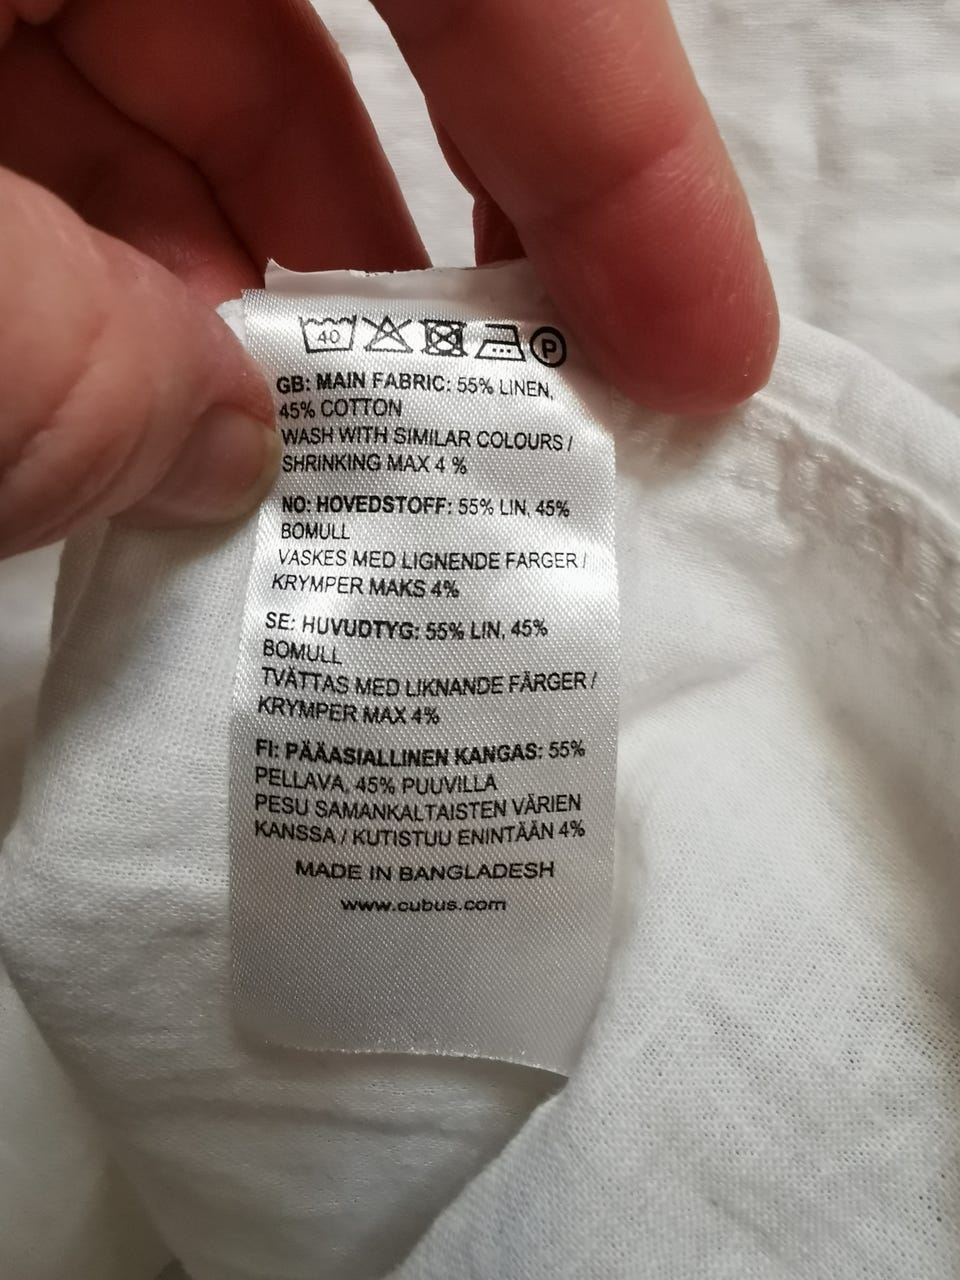 40 P
GB: MAIN FABRIC: 55% LINEN,
45% COTTON
WASH WITH SIMILAR COLOURS /
SHRINKING MAX 4 %
NO: HOVEDSTOFF: 55% LIN, 45%
BOMULL
VASKES MED LIGNENDE FARGER /
KRYMPER MAKS 4%
SE: HUVUDTYG: 55% LIN, 45%
BOMULL
TVÄTTAS MED LIKNANDE FÄRGER /
KRYMPER MAX 4%
FI: PÄÄASIALLINEN KANGAS: 55%
PELLAVA, 45% PUUVILLA
PESU SAMANKALTAISTEN VÄRIEN
KANSSA / KUTISTUU ENINTÄÄN 4%
MADE IN BANGLADESH
www.cubus.com